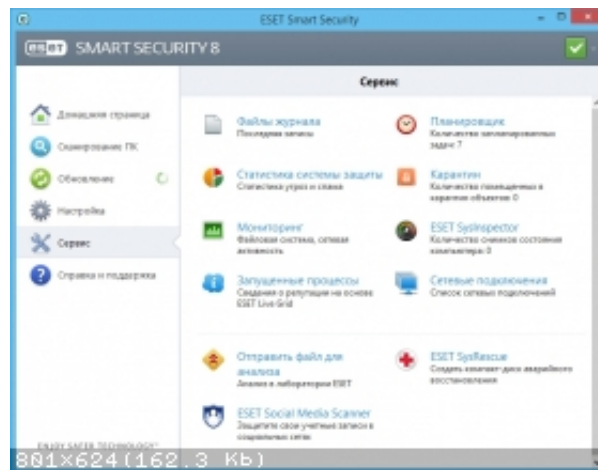 ESET Smart Security
eset SMART SECURITY 8
Сервис
Домашняя страница
Сканирование ПК
Обновление
Настройка
Сервис
Справка и поддержка
Файлы журнала
Последние записи
Планировщик
Количество запланированных
задач: 7
Статистика системы защиты
Статистика угроз и спама
Карантин
Количество помещенных в
карантин объектов: 0
Мониторинг
Файловая система, сетевая
активность
ESET SysInspector
Количество снимков состояния
компьютера: 0
Запущенные процессы
Сведения о репутации на основе
ESET Live Grid
Сетевые подключения
Список сетевых подключений
Отправить файл для
анализа
Анализ в лаборатории ESET
ESET SysRescue
Создать компакт-диск аварийного
восстановления
ESET Social Media Scanner
Защитите свои учетные записи в
социальных сетях
ENJOY SAFER TECHNOLOGY™
801x624(162.3 Kb)